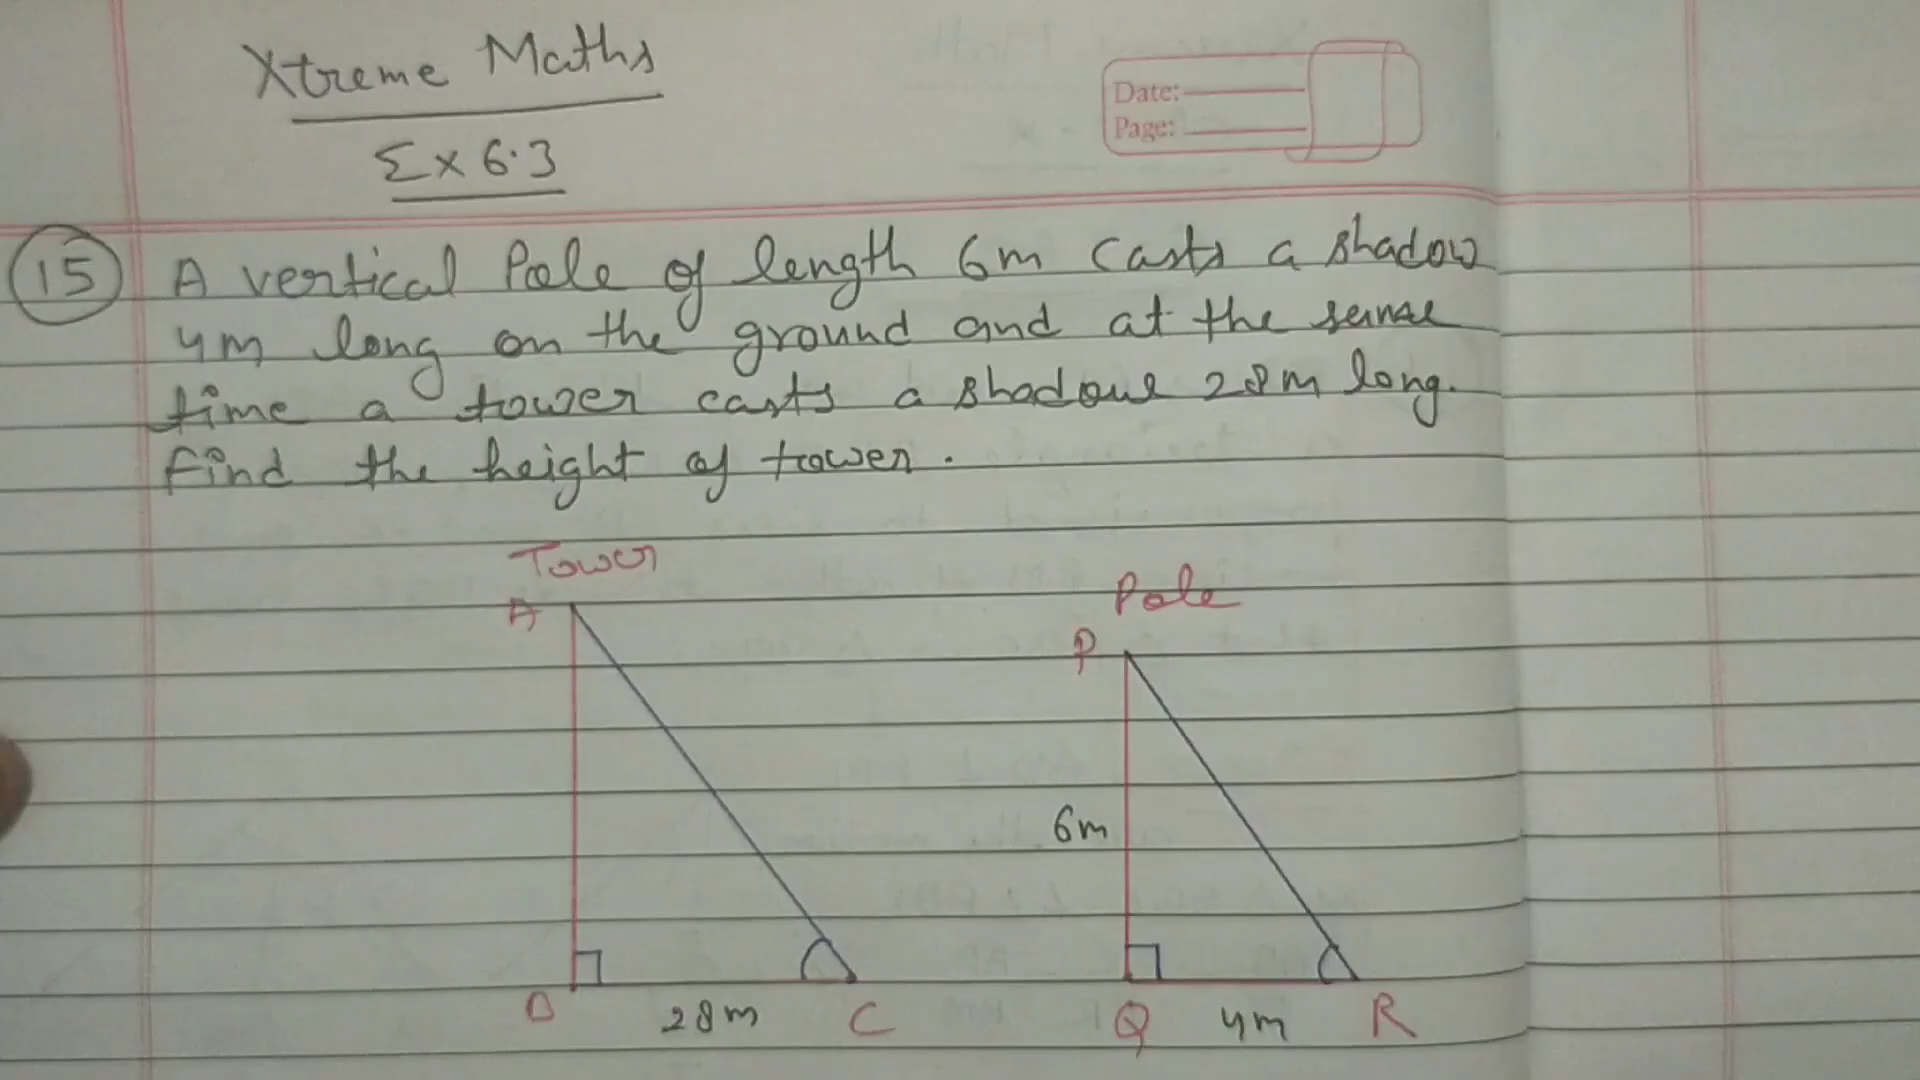 Xtreme Maths
Ex 6.3
Date:
Page:
15 A vertical Pole of length 6m casts a shadow
4m long on the ground and at the same
time a tower casts a shadow 28m long.
find the height of tower.
Tower
Pole
A
P
6m
B 28m C Q 4m R